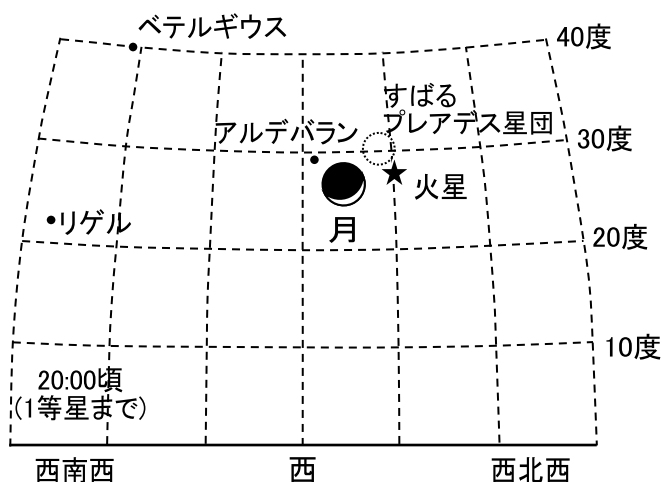 ベテルギウス
40度
すばる
プレアデス星団
アルデバラン
30度
火星
リゲル
月
20度
10度
20:00頃
(1等星まで)
西南西
西
西北西